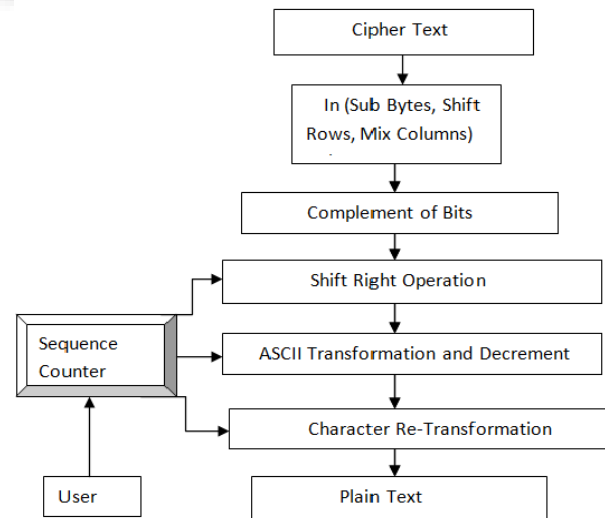 Cipher Text
In (Sub Bytes, Shift
Rows, Mix Columns)
Complement of Bits
Shift Right Operation
Sequence
Counter
ASCII Transformation and Decrement
Character Re-Transformation
User
Plain Text